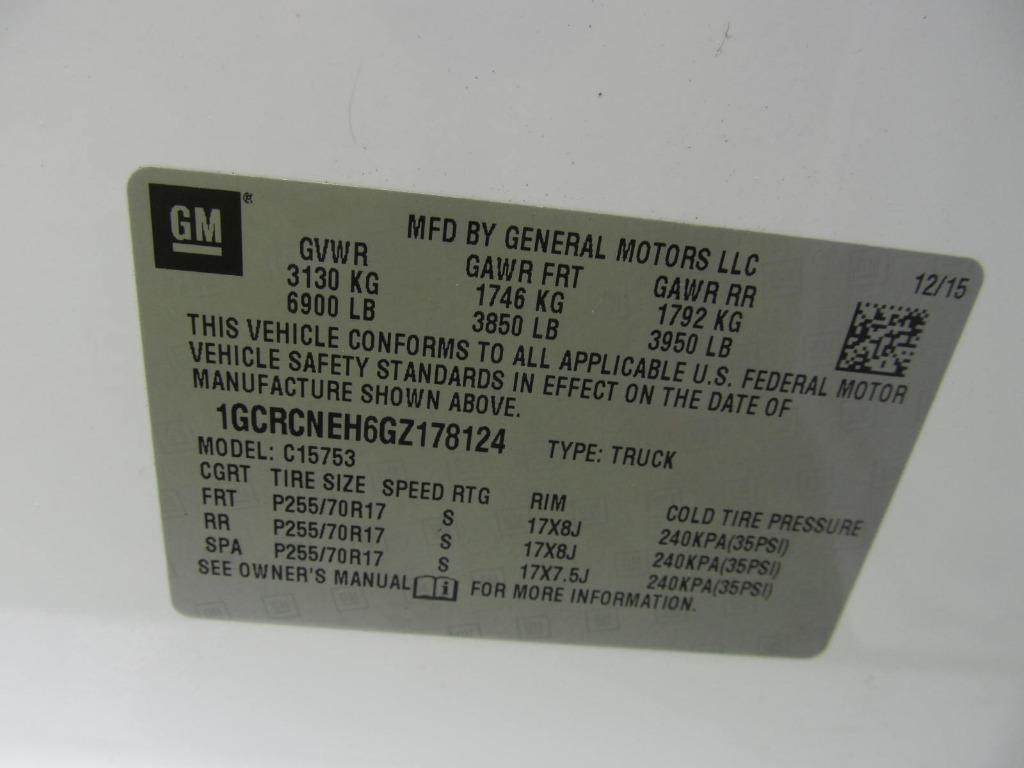 GM ®
MFD BY GENERAL MOTORS LLC
12/15
GVWR GAWR FRT GAWR RR
3130 KG 1746 KG 1792 KG
6900 LB 3850 LB 3950 LB
THIS VEHICLE CONFORMS TO ALL APPLICABLE U.S. FEDERAL MOTOR
VEHICLE SAFETY STANDARDS IN EFFECT ON THE DATE OF
MANUFACTURE SHOWN ABOVE.
1GCRCNEH6GZ178124 TYPE: TRUCK
MODEL: C15753
CGRT TIRE SIZE SPEED RTG RIM COLD TIRE PRESSURE
FRT P255/70R17 S 17X8J 240KPA(35PSI)
RR P255/70R17 S 17X8J 240KPA(35PSI)
SPA P255/70R17 S 17X7.5J 240KPA(35PSI)
SEE OWNER'S MANUAL i FOR MORE INFORMATION.